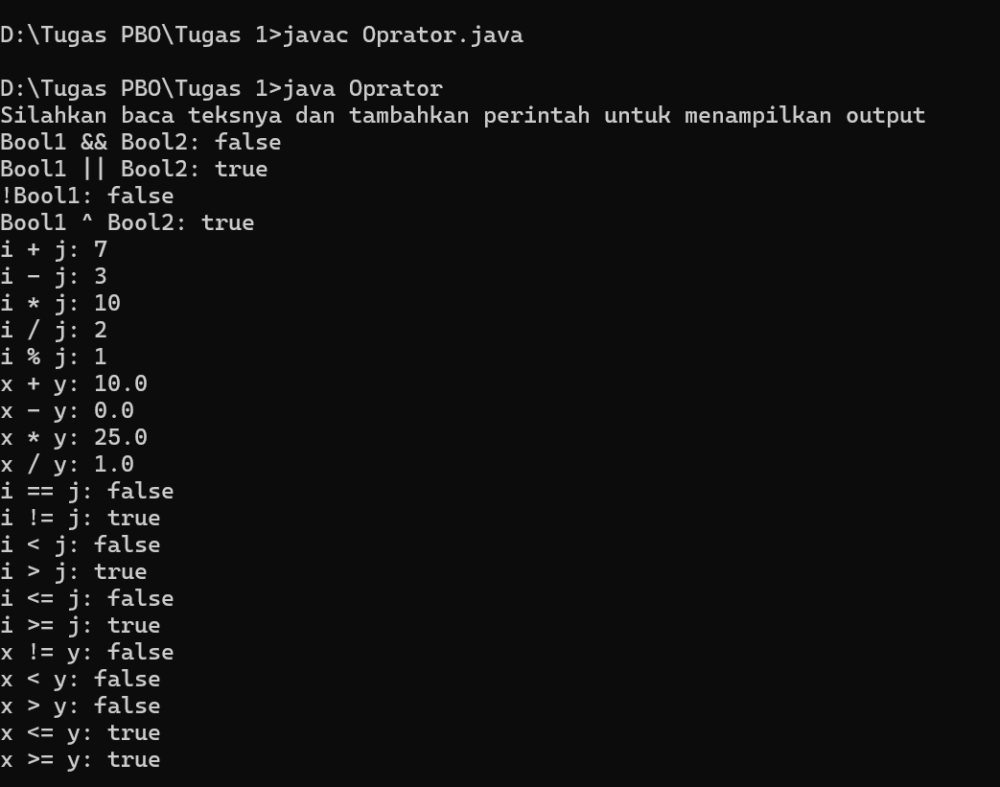 D:\Tugas PBO\Tugas 1>javac Oprator.java
D:\Tugas PBO\Tugas 1>java Oprator
Silahkan baca teksnya dan tambahkan perintah untuk menampilkan output
Bool1 && Bool2: false
Bool1 || Bool2: true
!Bool1: false
Bool1 ^ Bool2: true
i + j: 7
i - j: 3
i * j: 10
i / j: 2
i % j: 1
x + y: 10.0
x - y: 0.0
x * y: 25.0
x / y: 1.0
i == j: false
i != j: true
i < j: false
i > j: true
i <= j: false
i >= j: true
x != y: false
x < y: false
x > y: false
x <= y: true
x >= y: true